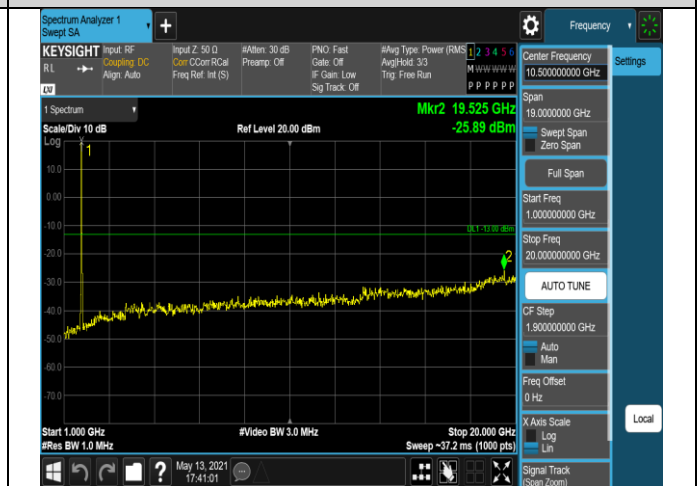 Spectrum Analyzer 1
Swept SA
Frequency
KEYSIGHT
RL
LXI
Input: RF
Coupling: DC
Align: Auto
Input Z: 50 Ω
Corr CCorr RCal
Freq Ref: Int (S)
#Atten: 30 dB
Preamp: Off
PNO: Fast
Gate: Off
IF Gain: Low
Sig Track: Off
#Avg Type: Power (RMS
Avg|Hold: 3/3
Trig: Free Run
1 2 3 4 5 6
M W W W W W
P P P P P P
Center Frequency
10.500000000 GHz
Settings
1 Spectrum
Scale/Div 10 dB
Ref Level 20.00 dBm
Mkr2 19.525 GHz
-25.89 dBm
Span
19.0000000 GHz
Swept Span
Zero Span
Full Span
Start Freq
1.000000000 GHz
Stop Freq
20.000000000 GHz
AUTO TUNE
CF Step
1.900000000 GHz
Auto
Man
Freq Offset
0 Hz
X Axis Scale
Log
Lin
Signal Track
(Span Zoom)
Local
Log
1
10.0
0.00
-10.0
DL1 -13.00 dBm
-20.0
2
-30.0
-40.0
-50.0
-60.0
-70.0
Start 1.000 GHz
#Video BW 3.0 MHz
Stop 20.000 GHz
#Res BW 1.0 MHz
Sweep ~37.2 ms (1000 pts)
May 13, 2021
17:41:01